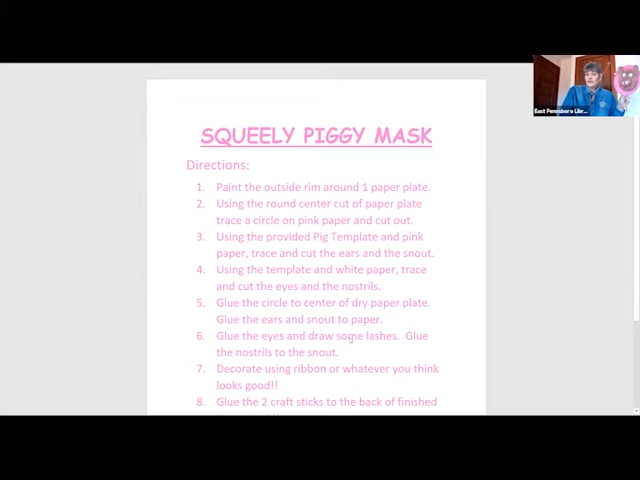 East Pennsboro Libr...
SQUEELY PIGGY MASK
Directions:
1. Paint the outside rim around 1 paper plate.
2. Using the round center cut of paper plate
trace a circle on pink paper and cut out.
3. Using the provided Pig Template and pink
paper, trace and cut the ears and the snout.
4. Using the template and white paper, trace
and cut the eyes and the nostrils.
5. Glue the circle to center of dry paper plate.
Glue the ears and snout to paper.
6. Glue the eyes and draw some lashes. Glue
the nostrils to the snout.
7. Decorate using ribbon or whatever you think
looks good!!
8. Glue the 2 craft sticks to the back of finished